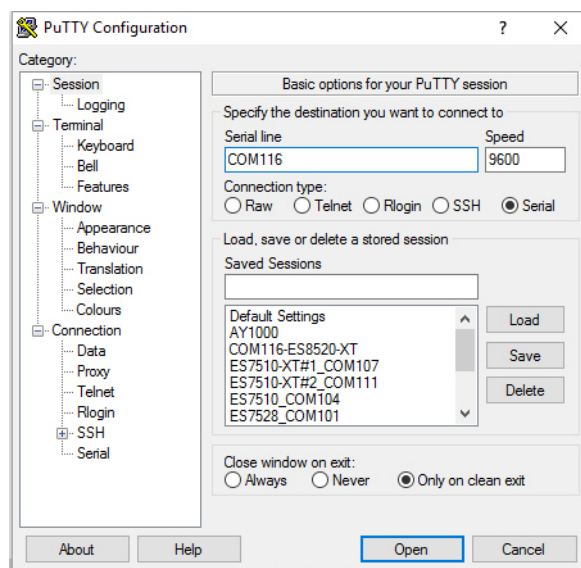 PuTTY Configuration
Category:
Session
Logging
Terminal
Keyboard
Bell
Features
Window
Appearance
Behaviour
Translation
Selection
Colours
Connection
Data
Proxy
Telnet
Rlogin
SSH
Serial
Basic options for your PuTTY session
Specify the destination you want to connect to
Serial line Speed
COM116 9600
Connection type:
Raw Telnet Rlogin SSH Serial
Load, save or delete a stored session
Saved Sessions
Default Settings
AY1000
COM116-ES8520-XT
ES7510-XT#1_COM107
ES7510-XT#2_COM111
ES7510_COM104
ES7528_COM101
Load
Save
Delete
Close window on exit:
Always Never Only on clean exit
About Help Open Cancel